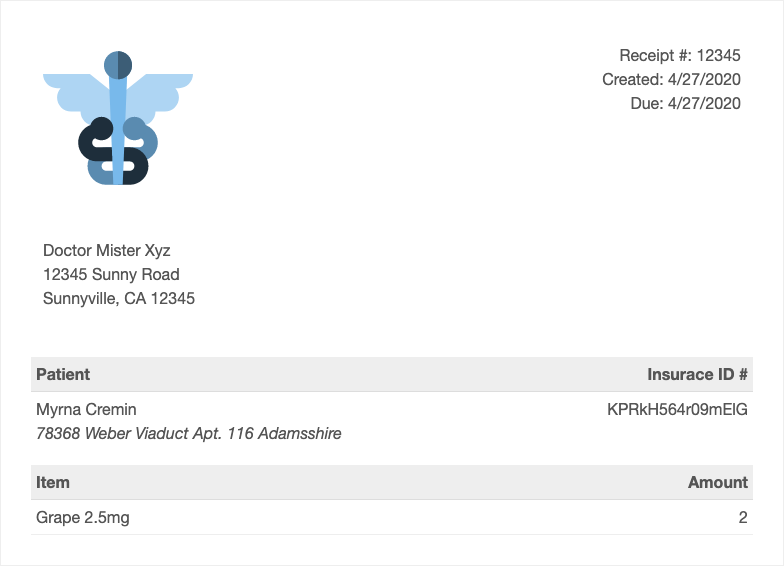 Receipt #: 12345
Created: 4/27/2020
Due: 4/27/2020
Doctor Mister Xyz
12345 Sunny Road
Sunnyville, CA 12345
Patient Insurace ID #
Myrna Cremin KPRkH564r09mElG
78368 Weber Viaduct Apt. 116 Adamsshire
Item Amount
Grape 2.5mg 2